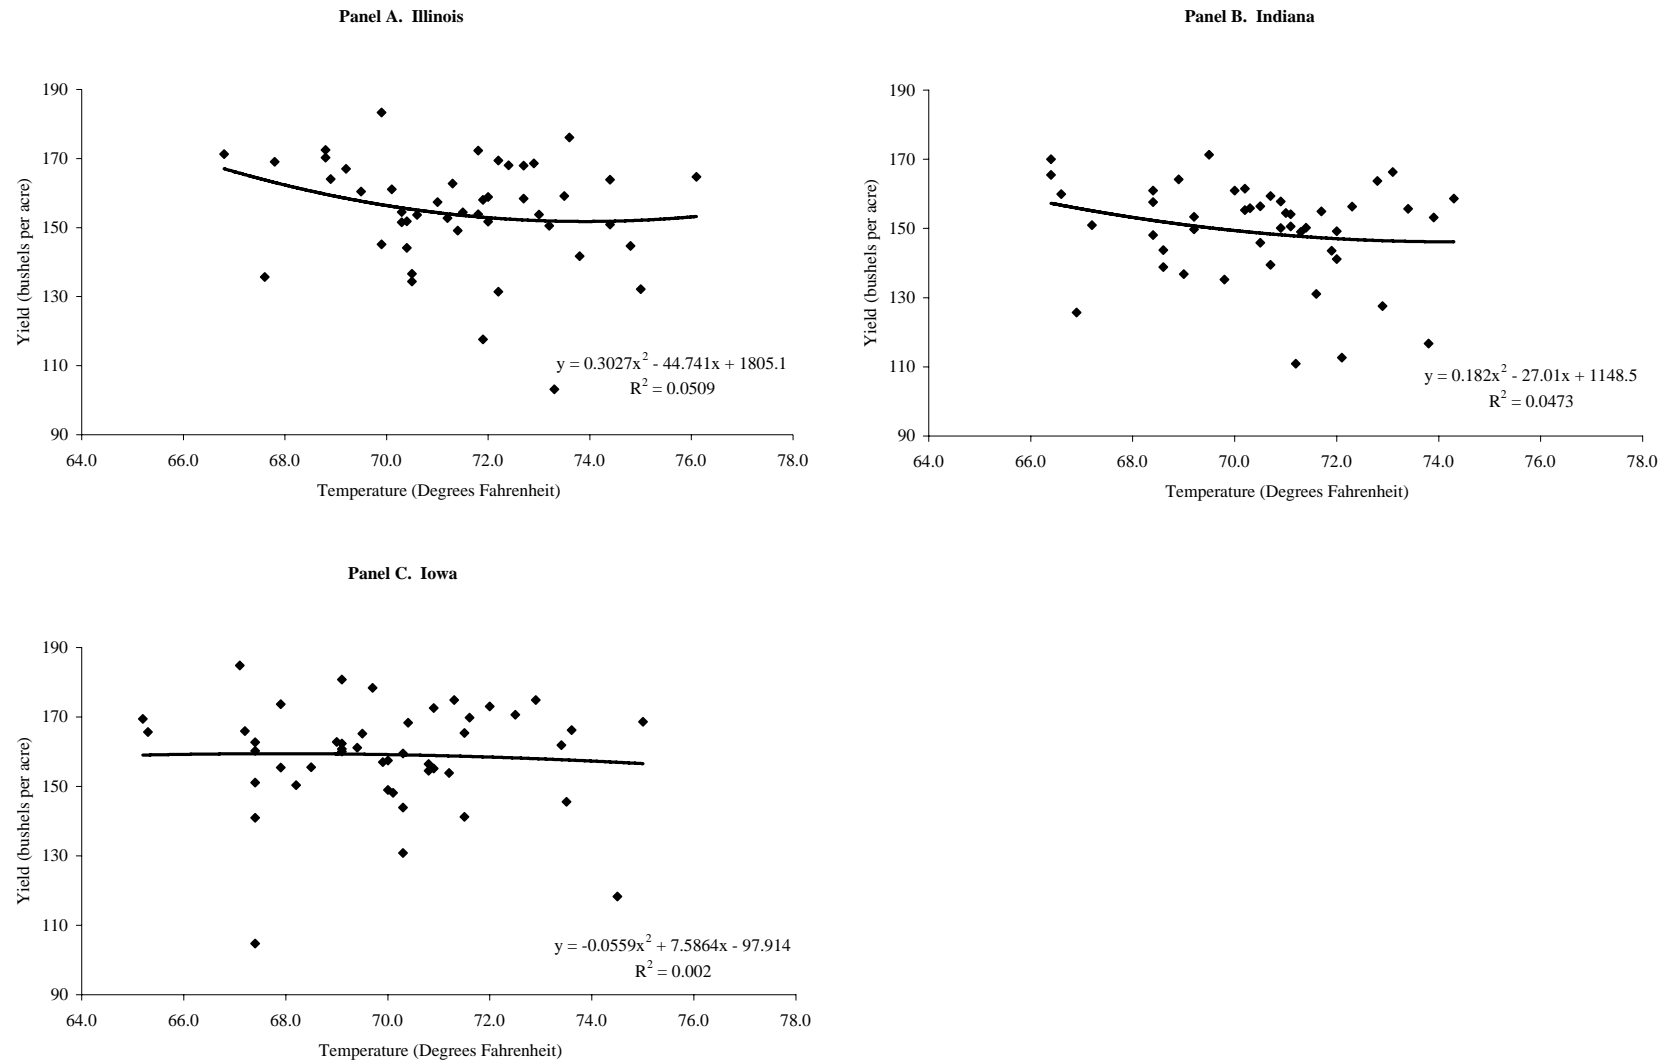 Panel A.  Illinois
190
170
150
130
110
90
Yield (bushels per acre)
y = 0.3027x² - 44.741x + 1805.1
R² = 0.0509
64.0 66.0 68.0 70.0 72.0 74.0 76.0 78.0
Temperature (Degrees Fahrenheit)
Panel B.  Indiana
190
170
150
130
110
90
Yield (bushels per acre)
y = 0.182x² - 27.01x + 1148.5
R² = 0.0473
64.0 66.0 68.0 70.0 72.0 74.0 76.0 78.0
Temperature (Degrees Fahrenheit)
Panel C.  Iowa
190
170
150
130
110
90
Yield (bushels per acre)
y = -0.0559x² + 7.5864x - 97.914
R² = 0.002
64.0 66.0 68.0 70.0 72.0 74.0 76.0 78.0
Temperature (Degrees Fahrenheit)